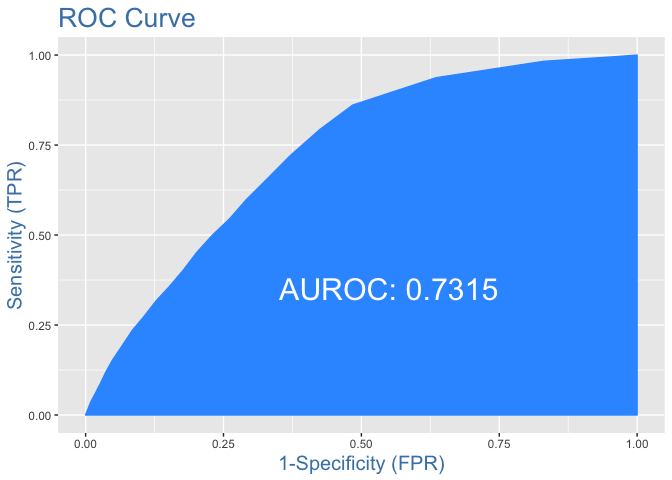 ROC Curve
1.00
0.75
0.50
0.25
0.00
Sensitivity (TPR)
AUROC: 0.7315
0.00 0.25 0.50 0.75 1.00
1-Specificity (FPR)